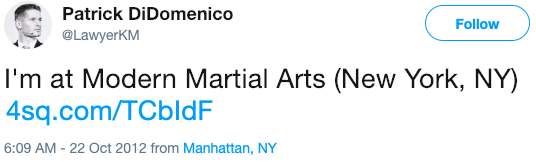 Patrick DiDomenico
@LawyerKM
Follow
I'm at Modern Martial Arts (New York, NY)
4sq.com/TCbIdF
6:09 AM - 22 Oct 2012 from Manhattan, NY